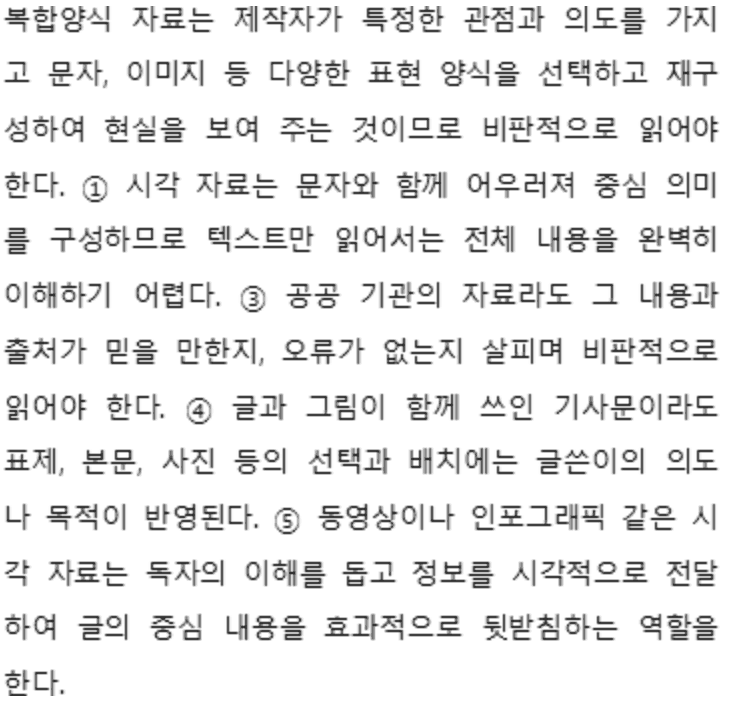 복합양식 자료는 제작자가 특정한 관점과 의도를 가지
고 문자, 이미지 등 다양한 표현 양식을 선택하고 재구
성하여 현실을 보여 주는 것이므로 비판적으로 읽어야
한다. ① 시각 자료는 문자와 함께 어우러져 중심 의미
를 구성하므로 텍스트만 읽어서는 전체 내용을 완벽히
이해하기 어렵다. ③ 공공 기관의 자료라도 그 내용과
출처가 믿을 만한지, 오류가 없는지 살피며 비판적으로
읽어야 한다. ④ 글과 그림이 함께 쓰인 기사문이라도
표제, 본문, 사진 등의 선택과 배치에는 글쓴이의 의도
나 목적이 반영된다. ⑤ 동영상이나 인포그래픽 같은 시
각 자료는 독자의 이해를 돕고 정보를 시각적으로 전달
하여 글의 중심 내용을 효과적으로 뒷받침하는 역할을
한다.